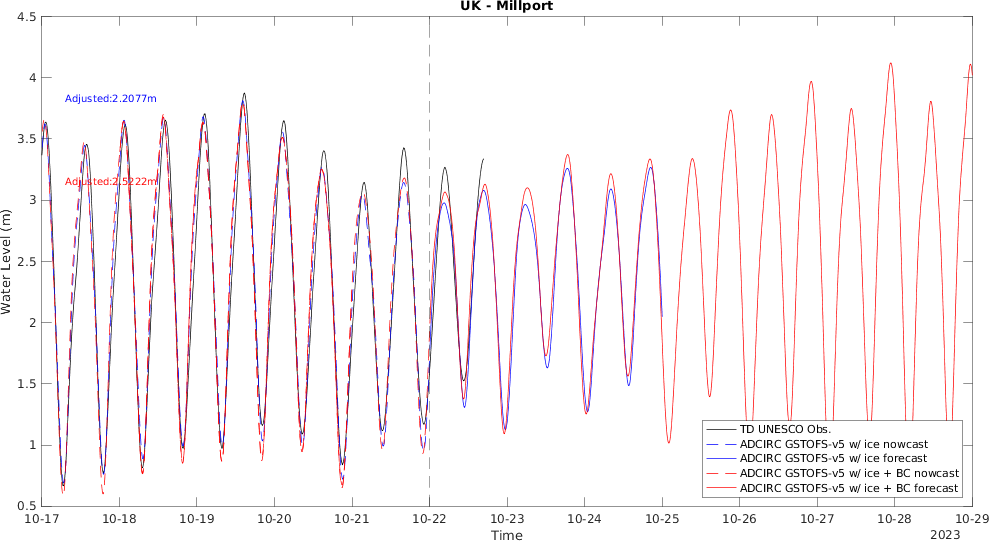 UK - Millport
4.5
4
3.5
3
2.5
2
1.5
1
0.5
Water Level (m)
Adjusted:2.2077m
Adjusted:2.5222m
TD UNESCO Obs.
ADCIRC GSTOFS-v5 w/ ice nowcast
ADCIRC GSTOFS-v5 w/ ice forecast
ADCIRC GSTOFS-v5 w/ ice + BC nowcast
ADCIRC GSTOFS-v5 w/ ice + BC forecast
10-17 10-18 10-19 10-20 10-21 10-22 10-23 10-24 10-25 10-26 10-27 10-28 10-29
Time
2023